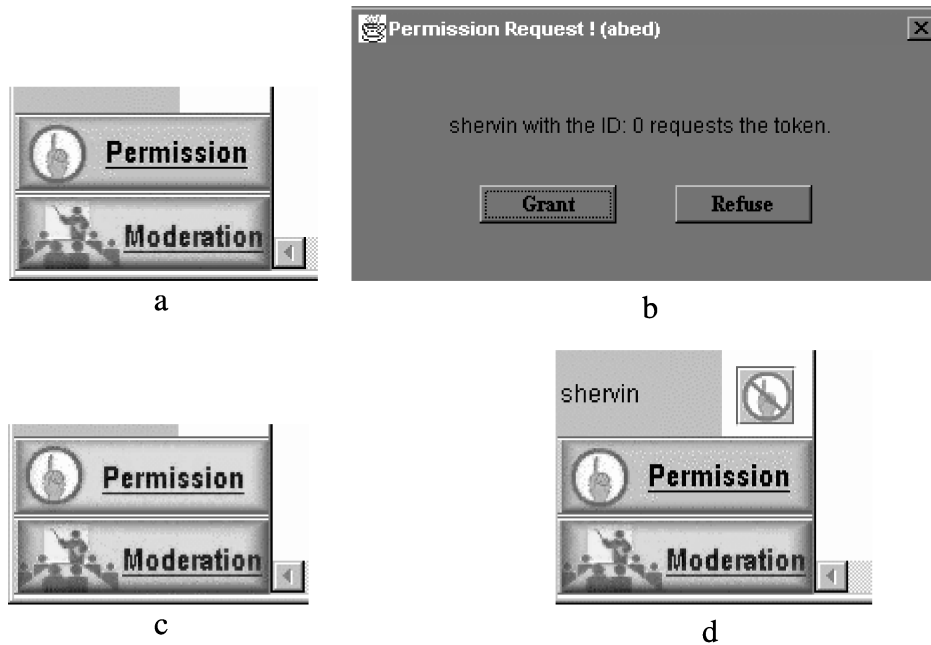 Permission
Moderation
a
Permission Request ! (abed)
shervin with the ID: 0 requests the token.
Grant
Refuse
b
Permission
Moderation
c
shervin
Permission
Moderation
d